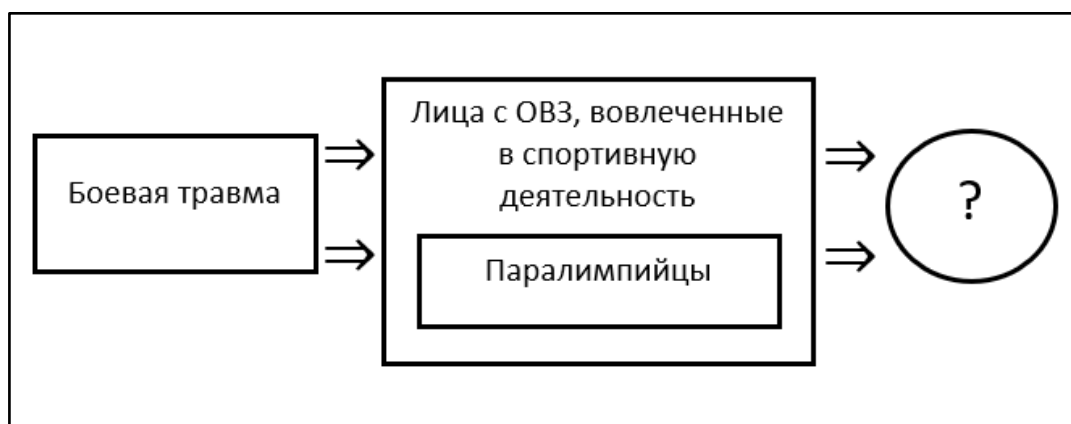 Боевая травма
Лица с ОВЗ, вовлеченные
в спортивную
деятельность
Паралимпийцы
?